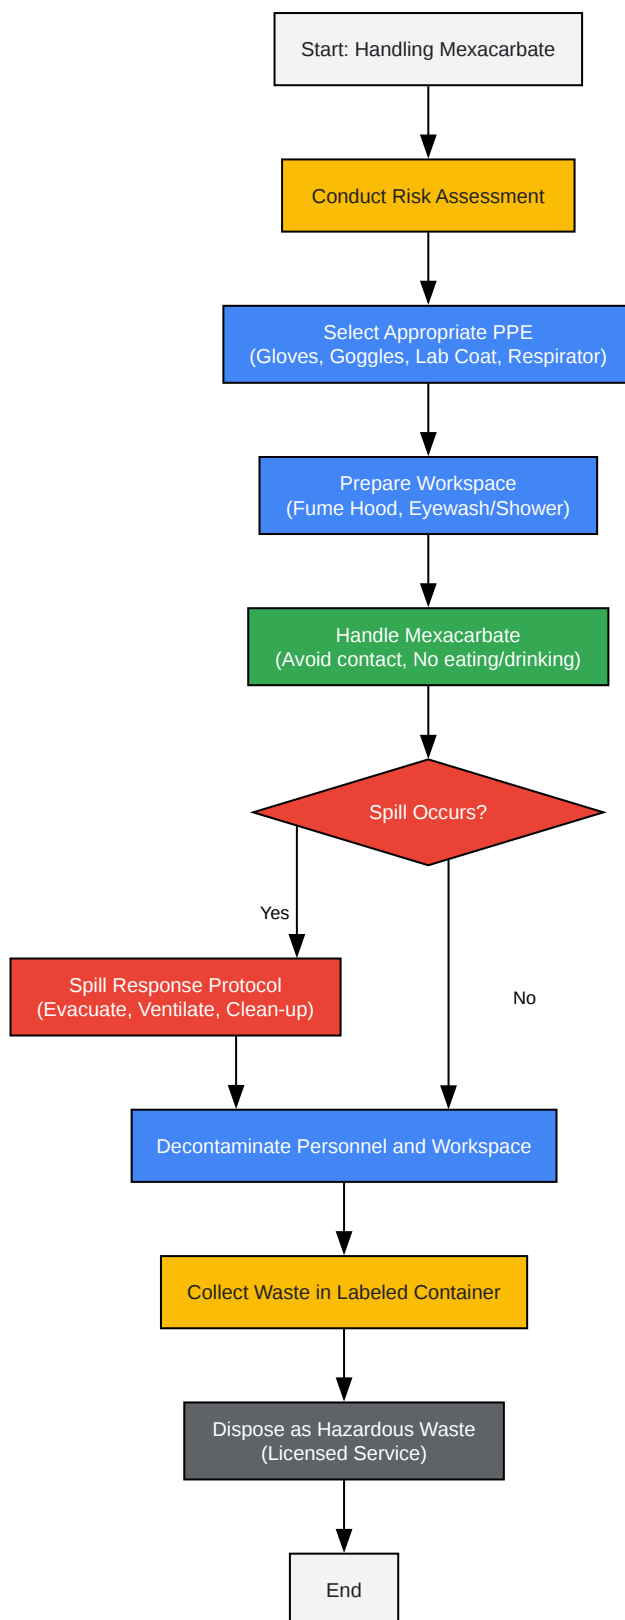 Start: Handling Mexacarbate
Conduct Risk Assessment
Select Appropriate PPE
(Gloves, Goggles, Lab Coat, Respirator)
Prepare Workspace
(Fume Hood, Eyewash/Shower)
Handle Mexacarbate
(Avoid contact, No eating/drinking)
Spill Occurs?
Yes
Spill Response Protocol
(Evacuate, Ventilate, Clean-up)
No
Decontaminate Personnel and Workspace
Collect Waste in Labeled Container
Dispose as Hazardous Waste
(Licensed Service)
End